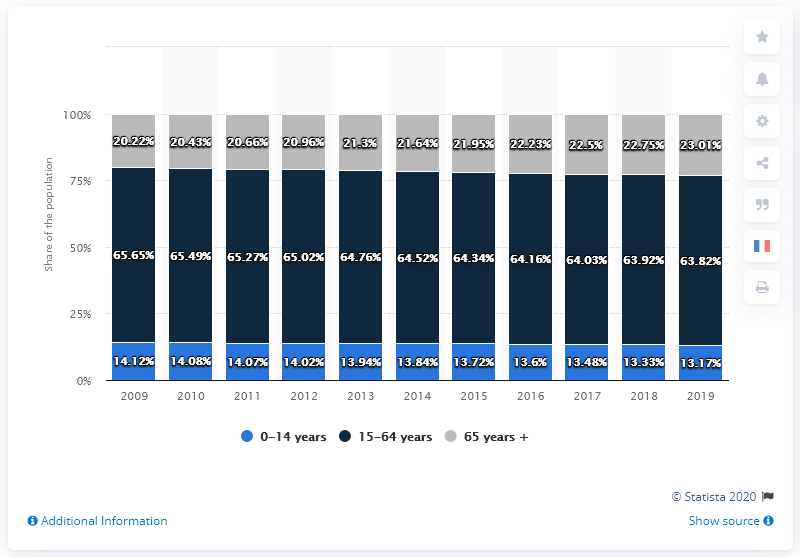 Share of the population
100%
75%
50%
25%
0%
20.22% 20.43% 20.66% 20.96% 21.3% 21.64% 21.95% 22.23% 22.5% 22.75% 23.01%
65.65% 65.49% 65.27% 65.02% 64.76% 64.52% 64.34% 64.16% 64.03% 63.92% 63.82%
14.12% 14.08% 14.07% 14.02% 13.94% 13.84% 13.72% 13.6% 13.48% 13.33% 13.17%
2009 2010 2011 2012 2013 2014 2015 2016 2017 2018 2019
0-14 years 15-64 years 65 years +
© Statista 2020
Additional Information
Show source